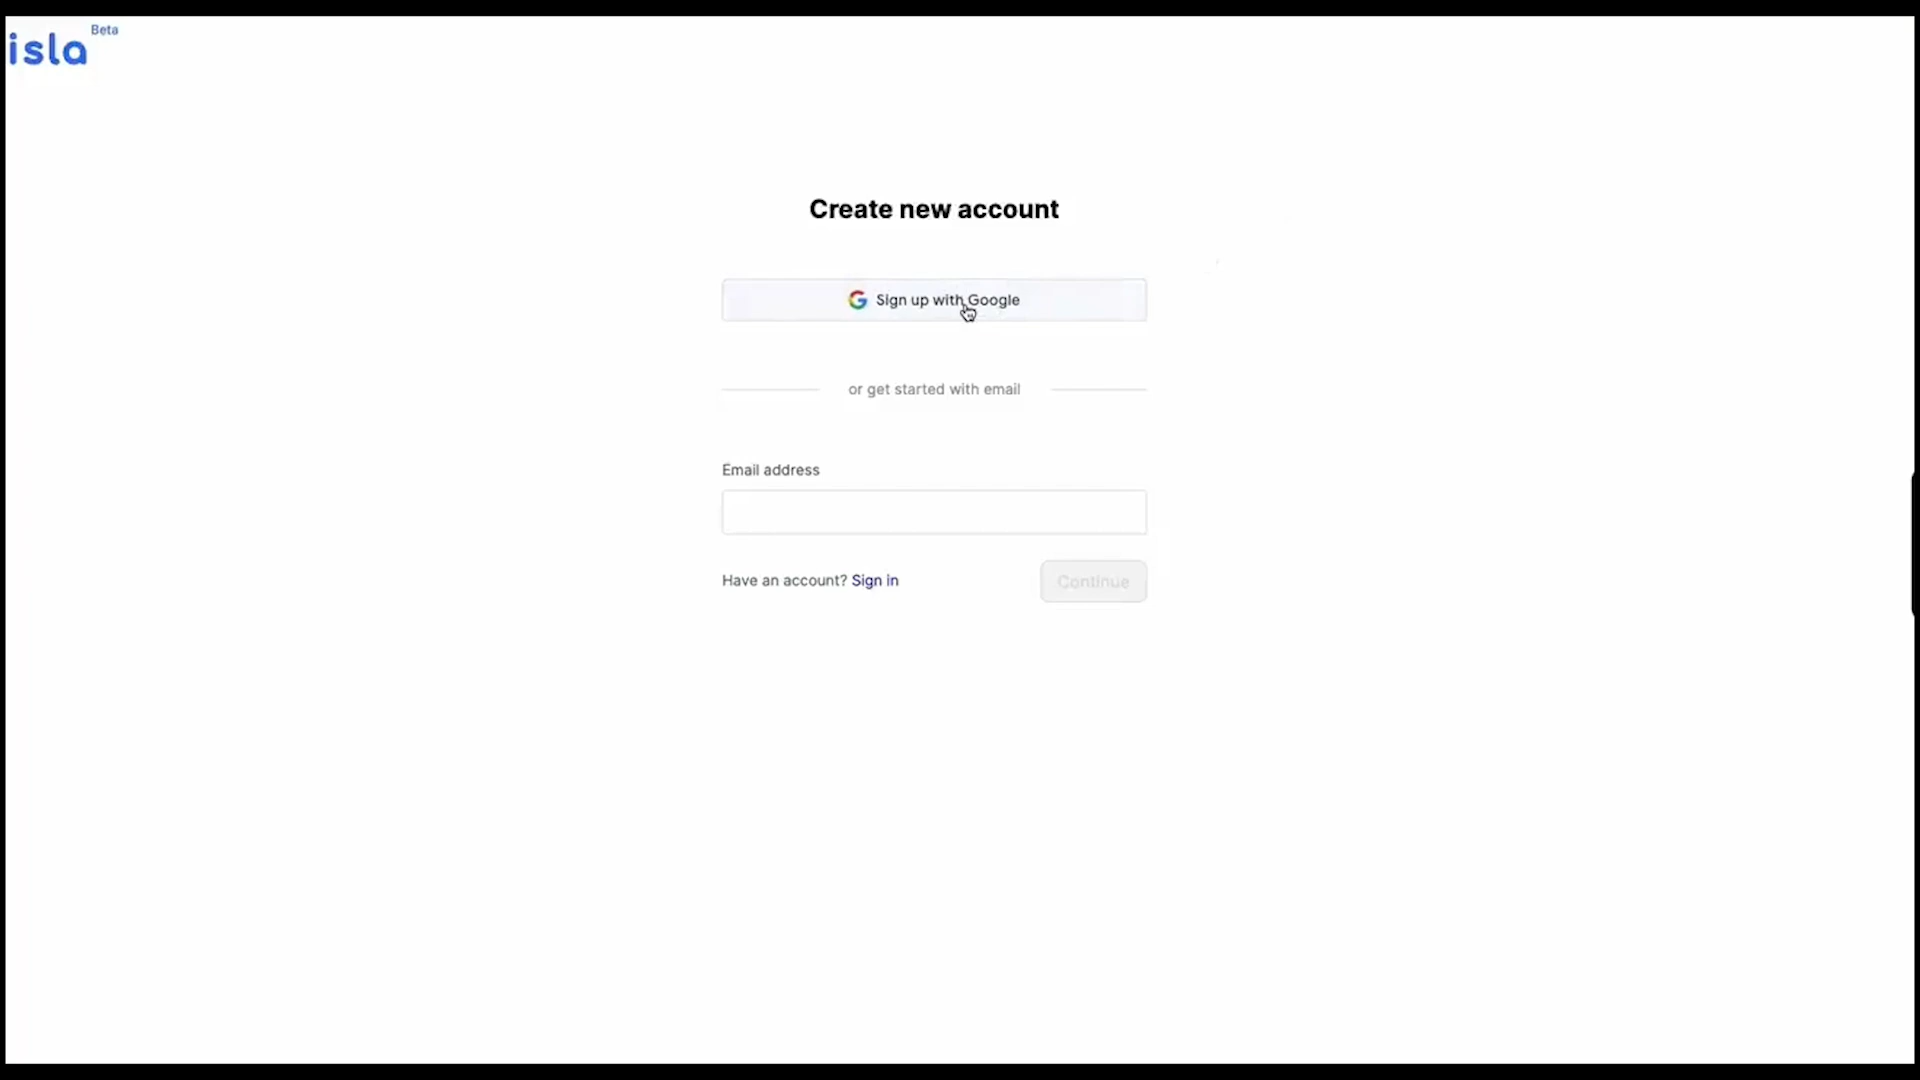 isla Beta
Create new account
Sign up with Google
or get started with email
Email address
Have an account? Sign in
Continue